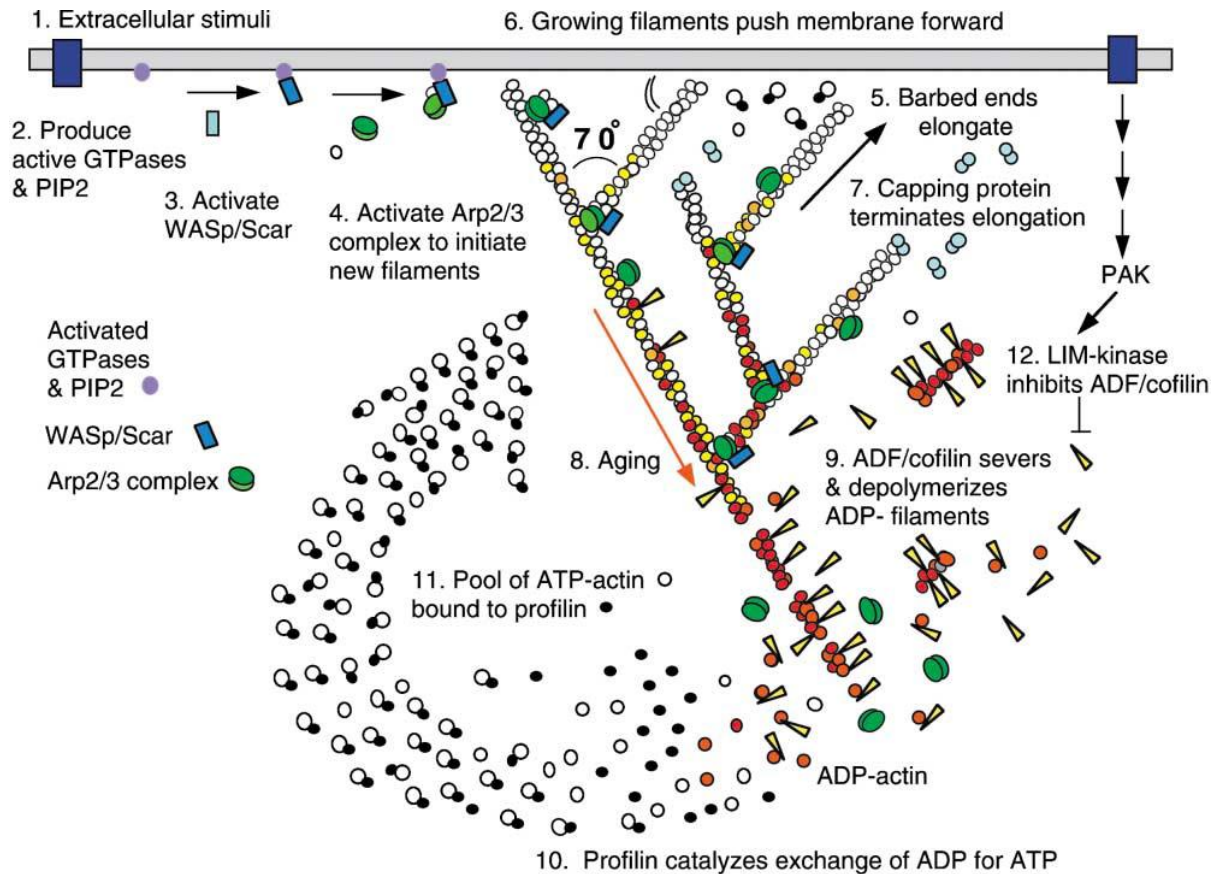 1. Extracellular stimuli
6. Growing filaments push membrane forward
2. Produce
active GTPases
& PIP2
3. Activate
WASp/Scar
4. Activate Arp2/3
complex to initiate
new filaments
70°
5. Barbed ends
elongate
7. Capping protein
terminates elongation
PAK
12. LIM-kinase
inhibits ADF/cofilin
Activated
GTPases
& PIP2
WASp/Scar
Arp2/3 complex
8. Aging
9. ADF/cofilin severs
& depolymerizes
ADP- filaments
11. Pool of ATP-actin
bound to profilin
ADP-actin
10. Profilin catalyzes exchange of ADP for ATP